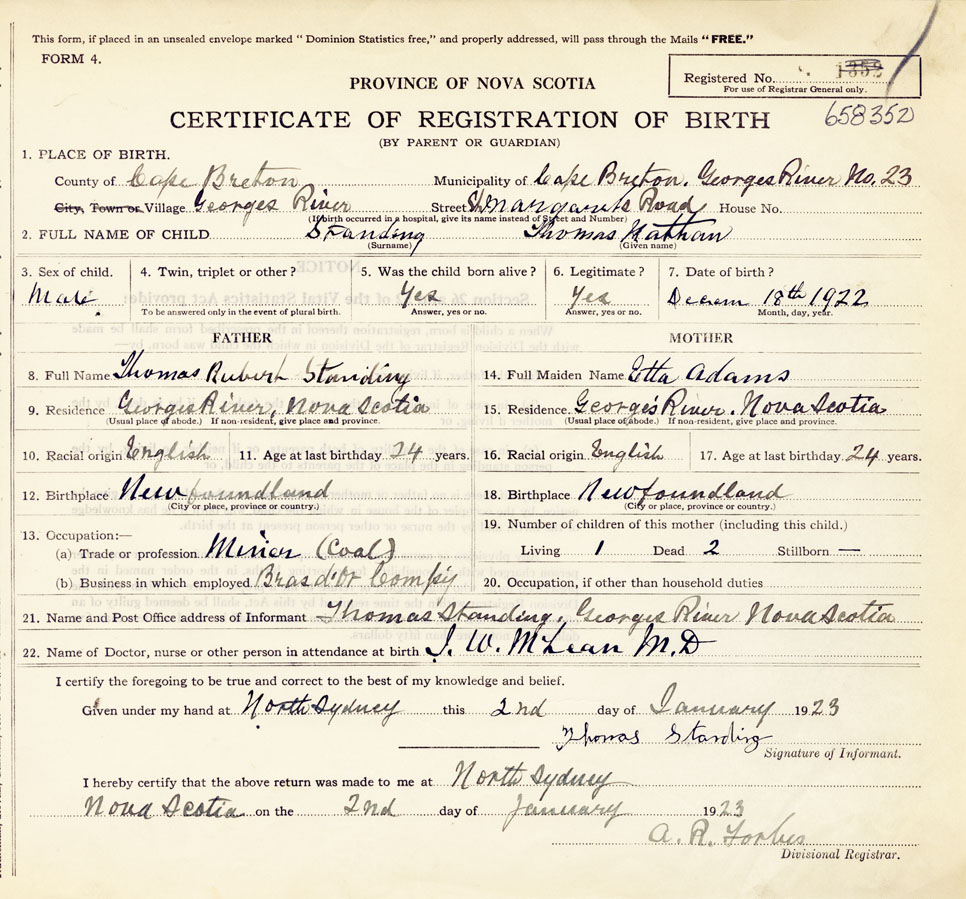 This form, if placed in an unsealed envelope marked “ Dominion Statistics free,” and properly addressed, will pass through the Mails “FREE.”
FORM 4.
PROVINCE OF NOVA SCOTIA
Registered No. 1352
For use of Registrar General only.
658352
CERTIFICATE OF REGISTRATION OF BIRTH
(BY PARENT OR GUARDIAN)
1. PLACE OF BIRTH.
County of Cape Breton Municipality of Cape Breton. Georges River No. 23
City, Town or Village Georges River Street Margarets Road House No.
(If birth occurred in a hospital, give its name instead of Street and Number)
2. FULL NAME OF CHILD Standing Thomas Nathan
(Surname) (Given name)
3. Sex of child. 4. Twin, triplet or other? 5. Was the child born alive? 6. Legitimate? 7. Date of birth?
Male Yes Yes 18th 1922
To be answered only in the event of plural birth. Answer, yes or no. Answer, yes or no. Month, day, year.
FATHER MOTHER
8. Full Name Thomas Rubert Standing 14. Full Maiden Name Etta Adams
9. Residence Georges River, Nova Scotia 15. Residence. George's River. Nova Scotia
(Usual place of abode.) If non-resident, give place and province. (Usual place of abode.) If non-resident, give place and province.
10. Racial origin English 11. Age at last birthday 24 years. 16. Racial origin English 17. Age at last birthday 24 years.
12. Birthplace Newfoundland 18. Birthplace Newfoundland
(City or place, province or country.) (City or place, province or country.)
13. Occupation:— 19. Number of children of this mother (including this child.)
(a) Trade or profession Miner (Coal) Living 1 Dead 2 Stillborn —
(b) Business in which employed Bras d'Or Compy 20. Occupation, if other than household duties
21. Name and Post Office address of Informant Thomas Standing. Georges River Nova Scotia
22. Name of Doctor, nurse or other person in attendance at birth J. W. McLean M.D
I certify the foregoing to be true and correct to the best of my knowledge and belief.
Given under my hand at North Sydney this 2nd day of January 1923
Thomas Standing
Signature of Informant.
I hereby certify that the above return was made to me at North Sydney
Nova Scotia on the 2nd day of January 1923
A. R. Forbes
Divisional Registrar.